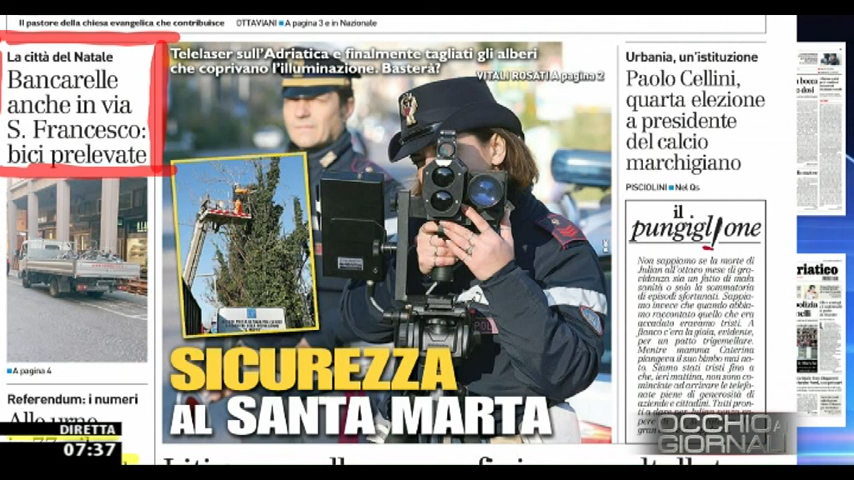 Il pastore della chiesa evangelica che contribuisce
OTTAVIANI ■ A pagina 3 e in Nazionale
La città del Natale
Bancarelle
anche in via
S. Francesco:
bici prelevate
■ A pagina 4
Referendum: i numeri
Telelaser sull'Adriatica e finalmente tagliati gli alberi
che coprivano l'illuminazione. Basterà?
VITALI ROSATI A pagina 2
SICUREZZA
AL SANTA MARTA
Urbania, un'istituzione
Paolo Cellini,
quarta elezione
a presidente
del calcio
marchigiano
PISCIOLINI ■ Nel Qs
il
pungiglione
Non sappiamo se la morte di
Julian all'ottavo mese di gra-
vidanza sia un fatto di mala
sanità o solo la sommatoria
di episodi sfortunati. Sappia-
mo invece che quando abbia-
mo raccontato quello che era
accaduto eravamo tristi. A
fianco c'era la gioia, evidente,
per un parto trigemellare.
Mentre mamma Caterina
piangeva il suo bimbo mai na-
to. Siamo stati tristi fino a
che, ieri mattina, non sono co-
minciate ad arrivare le telefo-
nate piene di generosità di
aziende e cittadini. Tutti pron-
ti a dare per Julian
DIRETTA
07:37
OCCHIO AI
GIORNALI